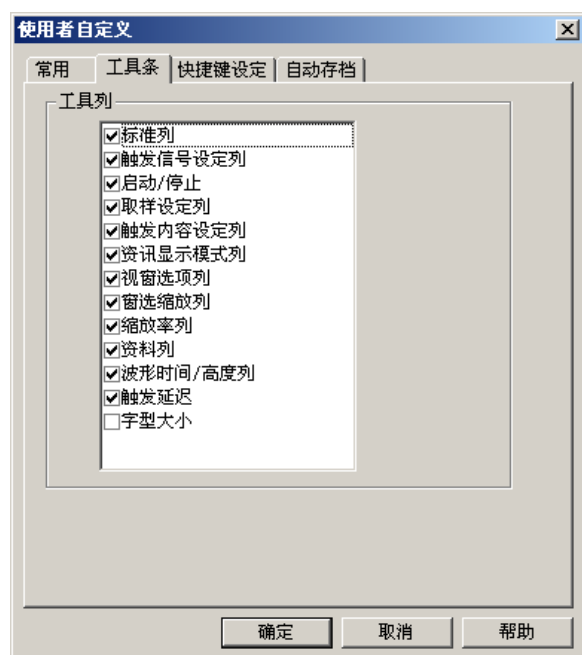 使用者自定义
常用 工具条 快捷键设定 自动存档
工具列
标准列
触发信号设定列
启动/停止
取样设定列
触发内容设定列
资讯显示模式列
视窗选项列
窗选缩放列
缩放率列
资料列
波形时间/高度列
触发延迟
字型大小
确定 取消 帮助